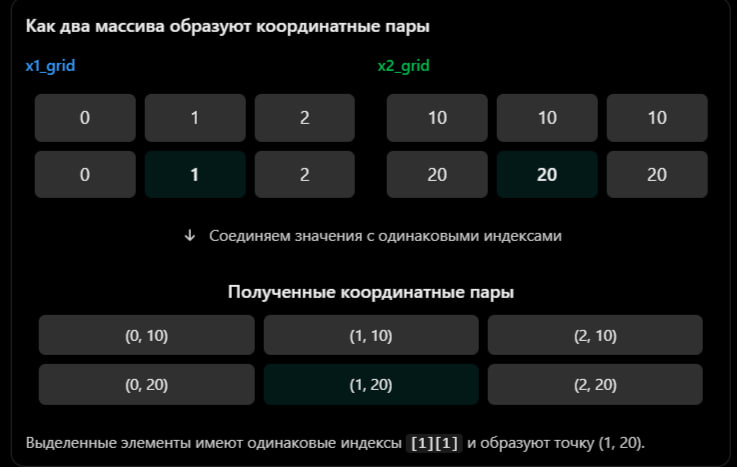 Как два массива образуют координатные пары
x1_grid x2_grid
0 1 2 10 10 10
0 1 2 20 20 20
↓ Соединяем значения с одинаковыми индексами
Полученные координатные пары
(0, 10) (1, 10) (2, 10)
(0, 20) (1, 20) (2, 20)
Выделенные элементы имеют одинаковые индексы [1][1] и образуют точку (1, 20).